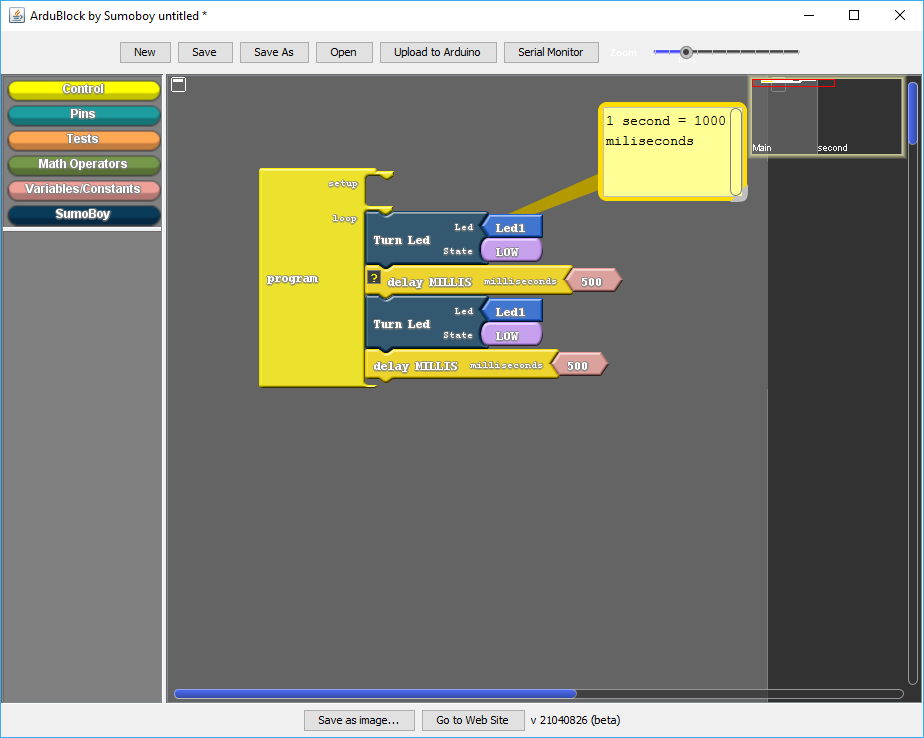 ArduBlock by Sumoboy untitled *
New
Save
Save As
Open
Upload to Arduino
Serial Monitor
Zoom
Control
Pins
Tests
Math Operators
Variables/Constants
SumoBoy
1 second = 1000
miliseconds
Main
second
program
setup
loop
Turn Led
Led
Led1
State
LOW
?
delay MILLIS
milliseconds
500
Turn Led
Led
Led1
State
LOW
delay MILLIS
milliseconds
500
Save as image...
Go to Web Site
v 21040826 (beta)